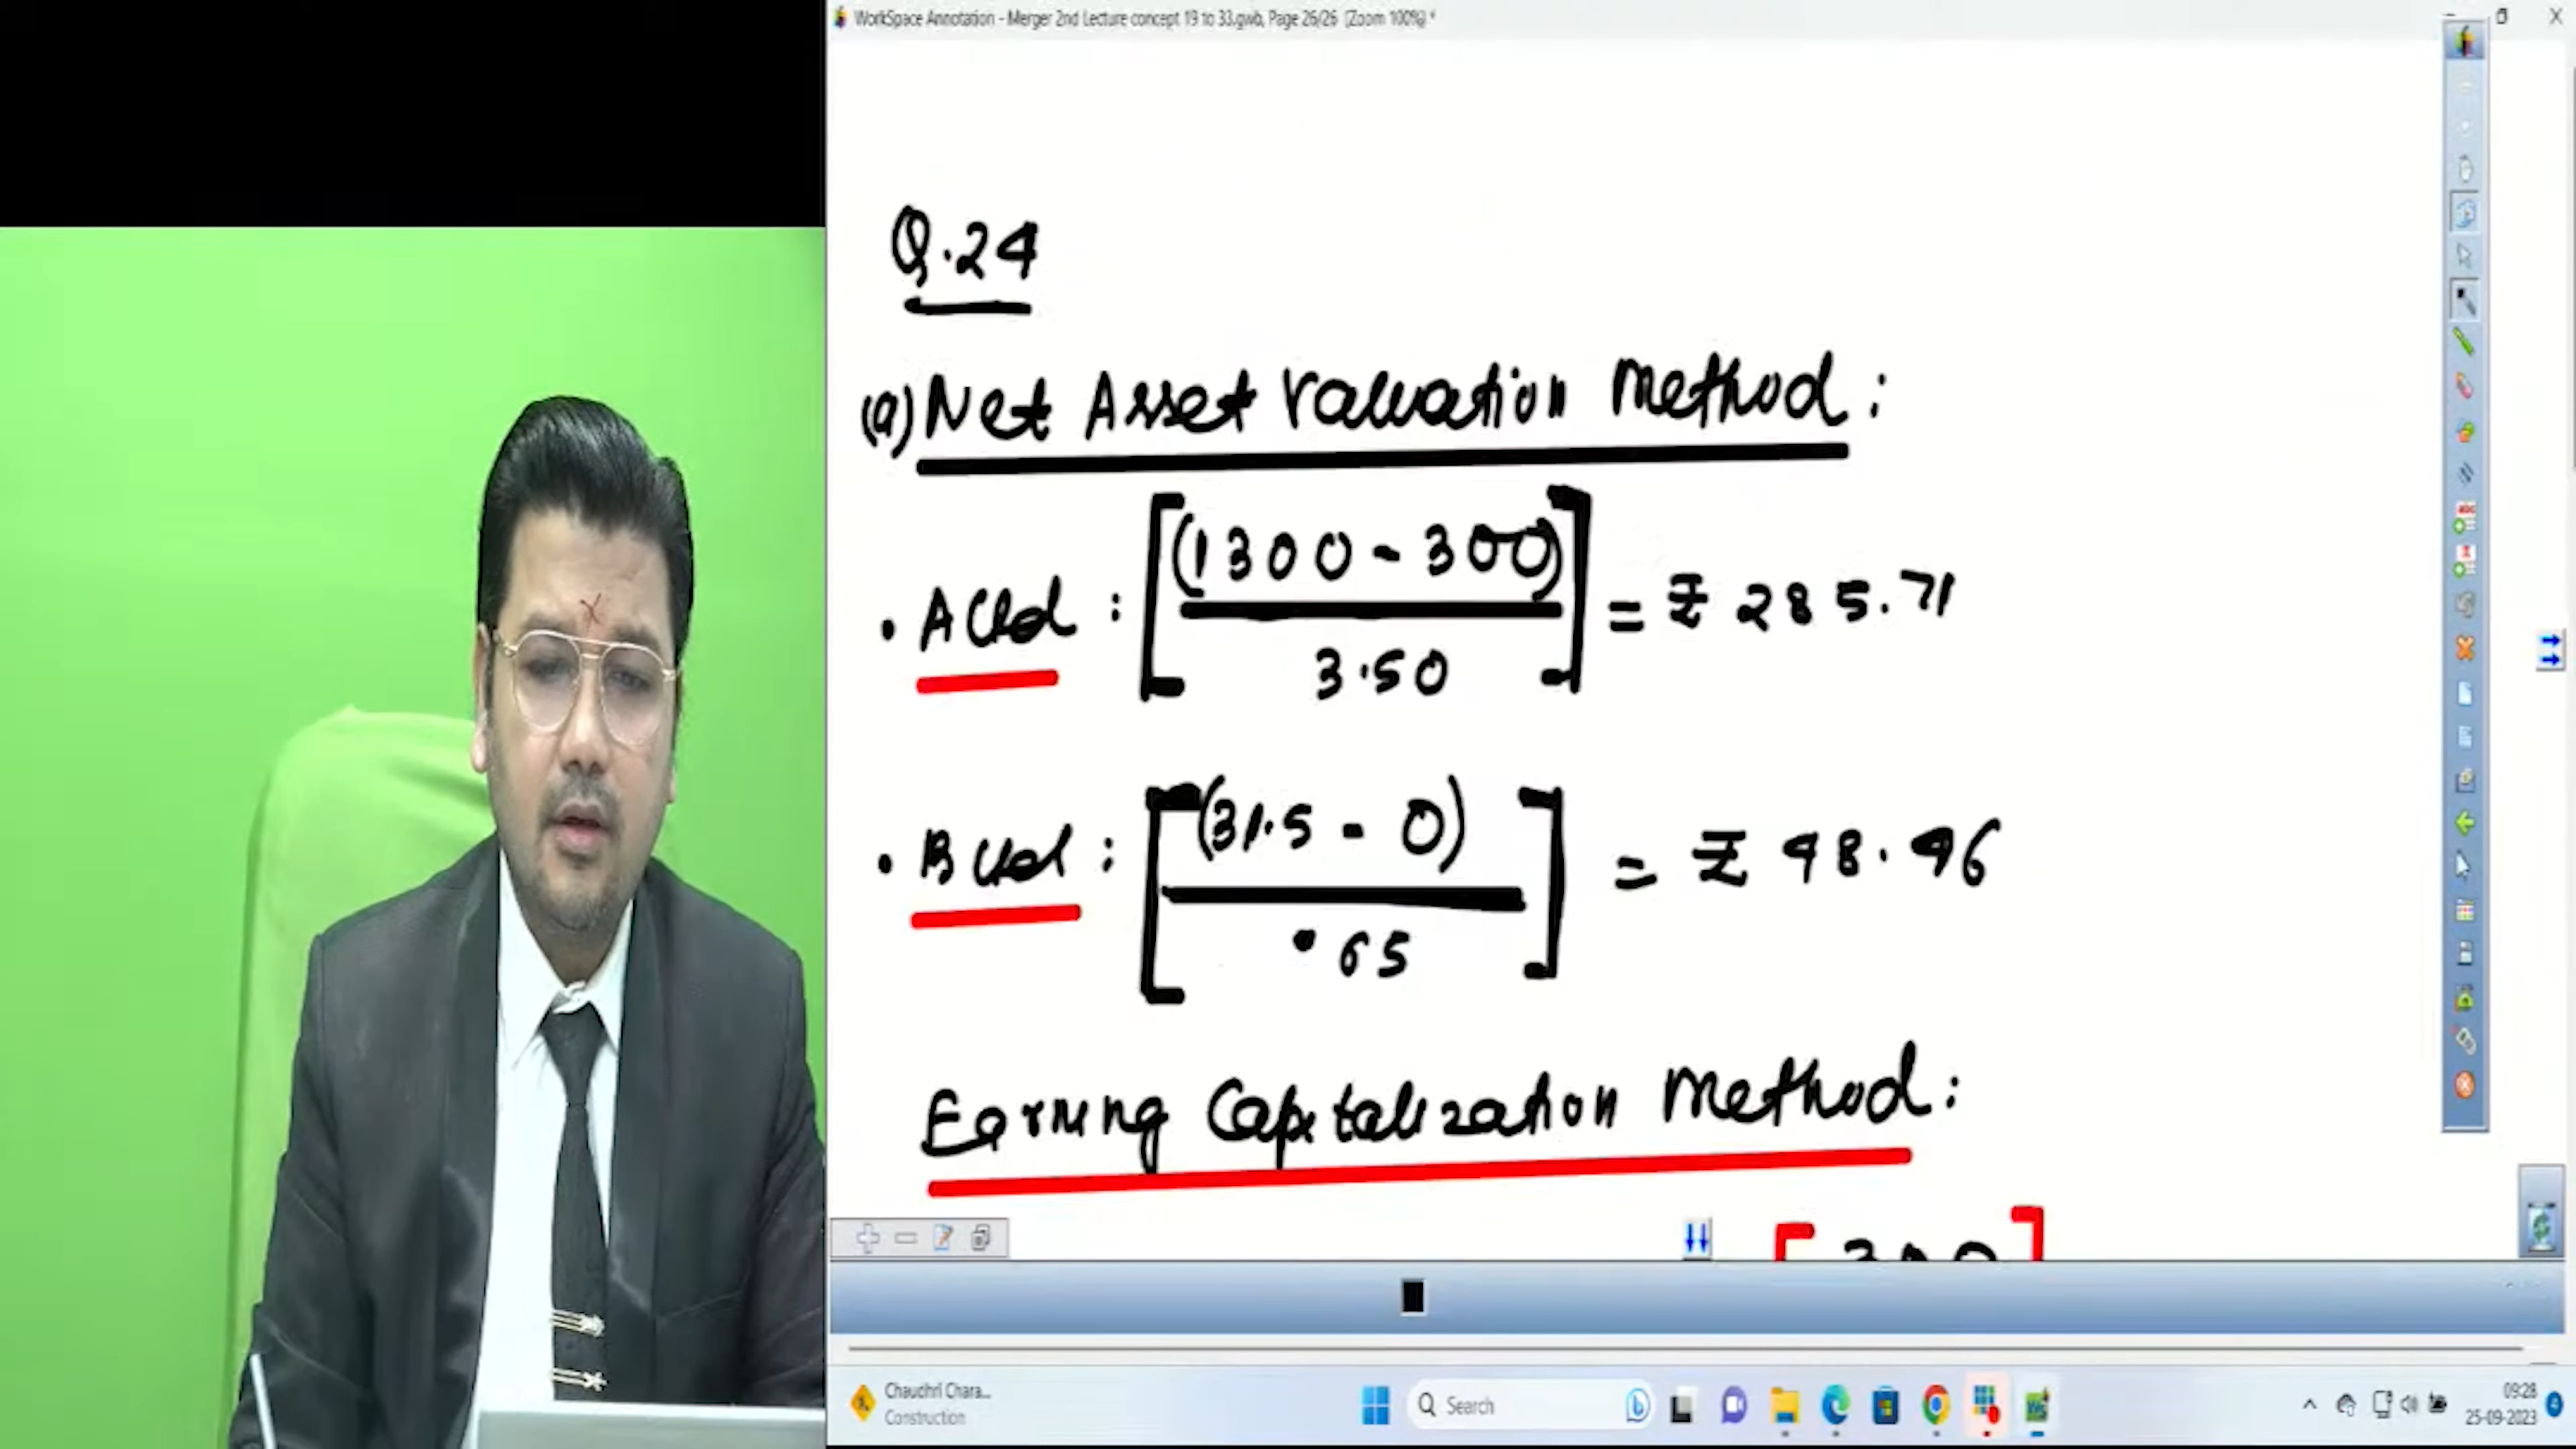 WorkSpace Annotation - Merger 2nd Lecture concept 19 to 33.gwb, Page 26/26 (Zoom 100%) *
Q.24
(a) Net Asset Valuation Method :
• A Ltd : [(1300 - 300) / 3.50] = ₹ 285.71
• B Ltd : [(31.5 - 0) / .65] = ₹ 48.46
Earning Capitalization Method :
Chaudhri Chara...
Construction
Search
09:28
25-09-2023